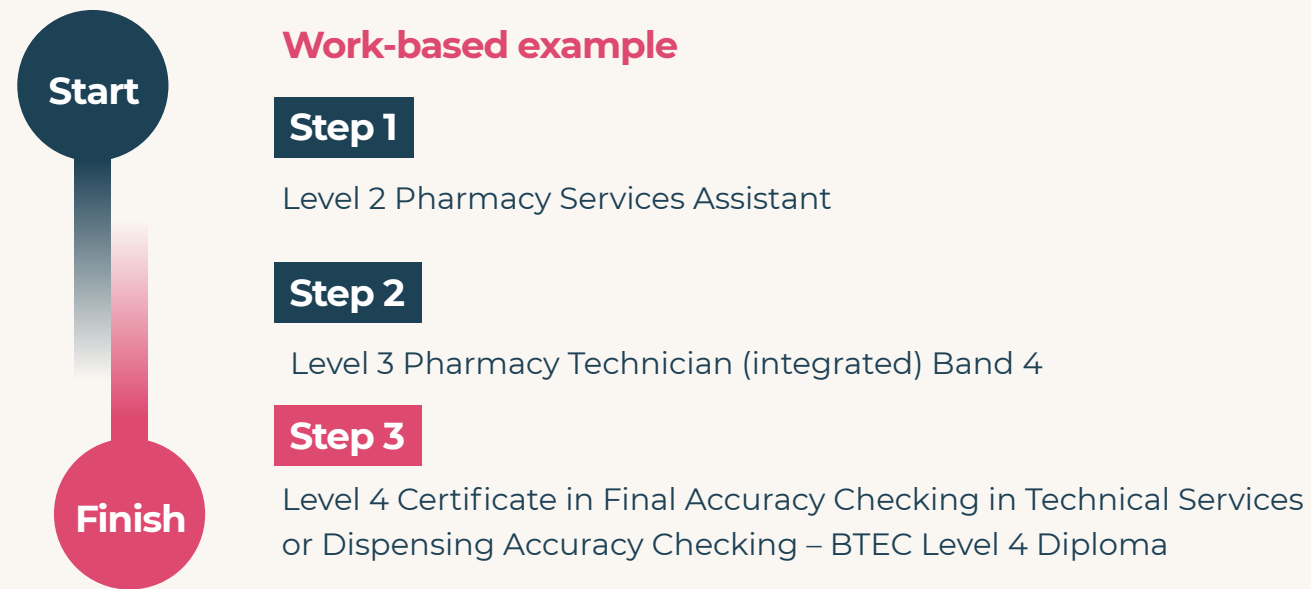 Start
Work-based example
Step 1
Level 2 Pharmacy Services Assistant
Step 2
Level 3 Pharmacy Technician (integrated) Band 4
Step 3
Level 4 Certificate in Final Accuracy Checking in Technical Services
or Dispensing Accuracy Checking – BTEC Level 4 Diploma
Finish